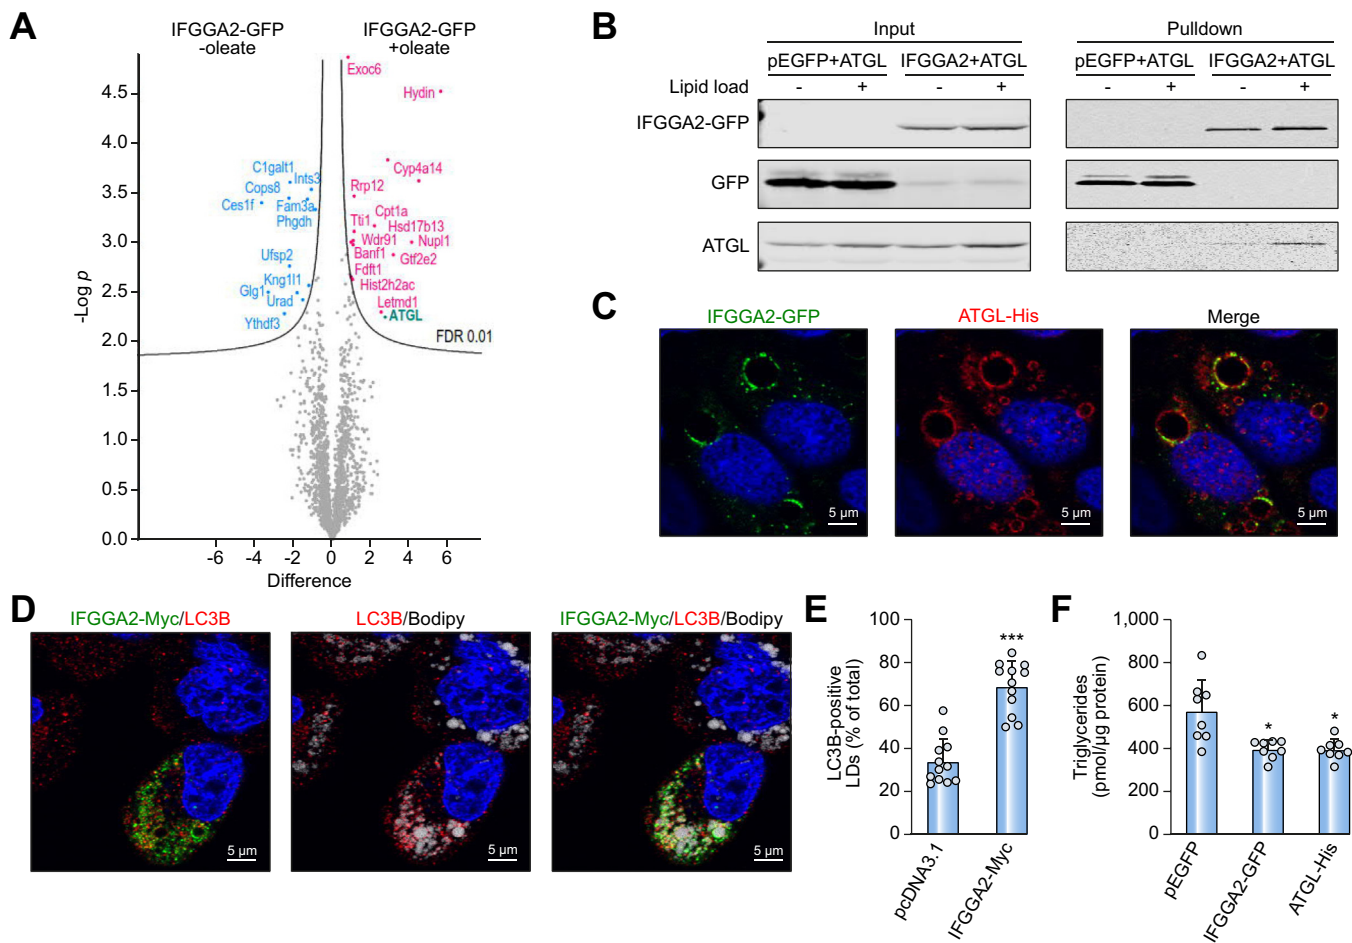 A
IFGGA2-GFP
-oleate
IFGGA2-GFP
+oleate
-Log p
4.5
4.0
3.5
3.0
2.5
2.0
1.5
1.0
0.5
0.0
-6
-4
-2
0
2
4
6
Difference
Exoc6
Hydin
Cyp4a14
Rrp12
Cpt1a
Tti1
Hsd17b13
Wdr91
Nupl1
Banf1
Gtf2e2
Fdft1
Hist2h2ac
Letmd1
ATGL
FDR 0.01
C1galt1
Ints3
Cops8
Ces1f
Fam3a
Phgdh
Ufsp2
Kng1l1
Glg1
Urad
Ythdf3
B
Input
Pulldown
pEGFP+ATGL
IFGGA2+ATGL
pEGFP+ATGL
IFGGA2+ATGL
Lipid load
-
+
-
+
-
+
-
+
IFGGA2-GFP
GFP
ATGL
C
IFGGA2-GFP
ATGL-His
Merge
5 µm
5 µm
5 µm
D
IFGGA2-Myc/LC3B
LC3B/Bodipy
IFGGA2-Myc/LC3B/Bodipy
5 µm
5 µm
5 µm
E
LC3B-positive
LDs (% of total)
100
80
60
40
20
0
***
pcDNA3.1
IFGGA2-Myc
F
Triglycerides
(pmol/µg protein)
1,000
800
600
400
200
0
*
*
pEGFP
IFGGA2-GFP
ATGL-His